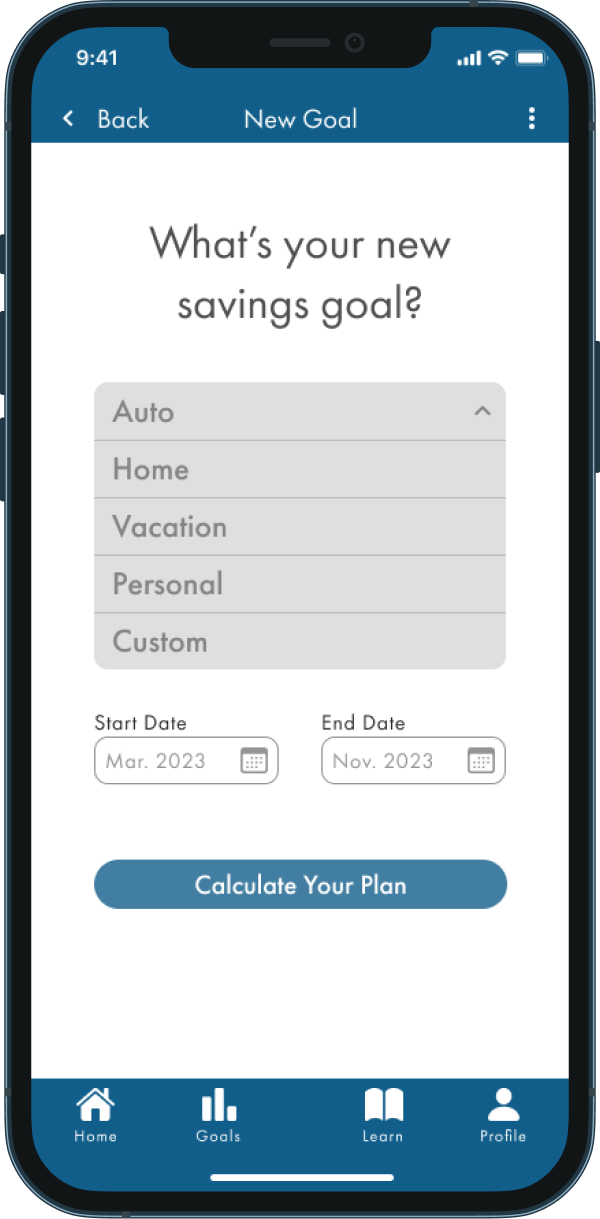 9:41
Back
New Goal
What's your new
savings goal?
Auto
Home
Vacation
Personal
Custom
Start Date
End Date
Mar. 2023
Nov. 2023
Calculate Your Plan
Home
Goals
Learn
Profile